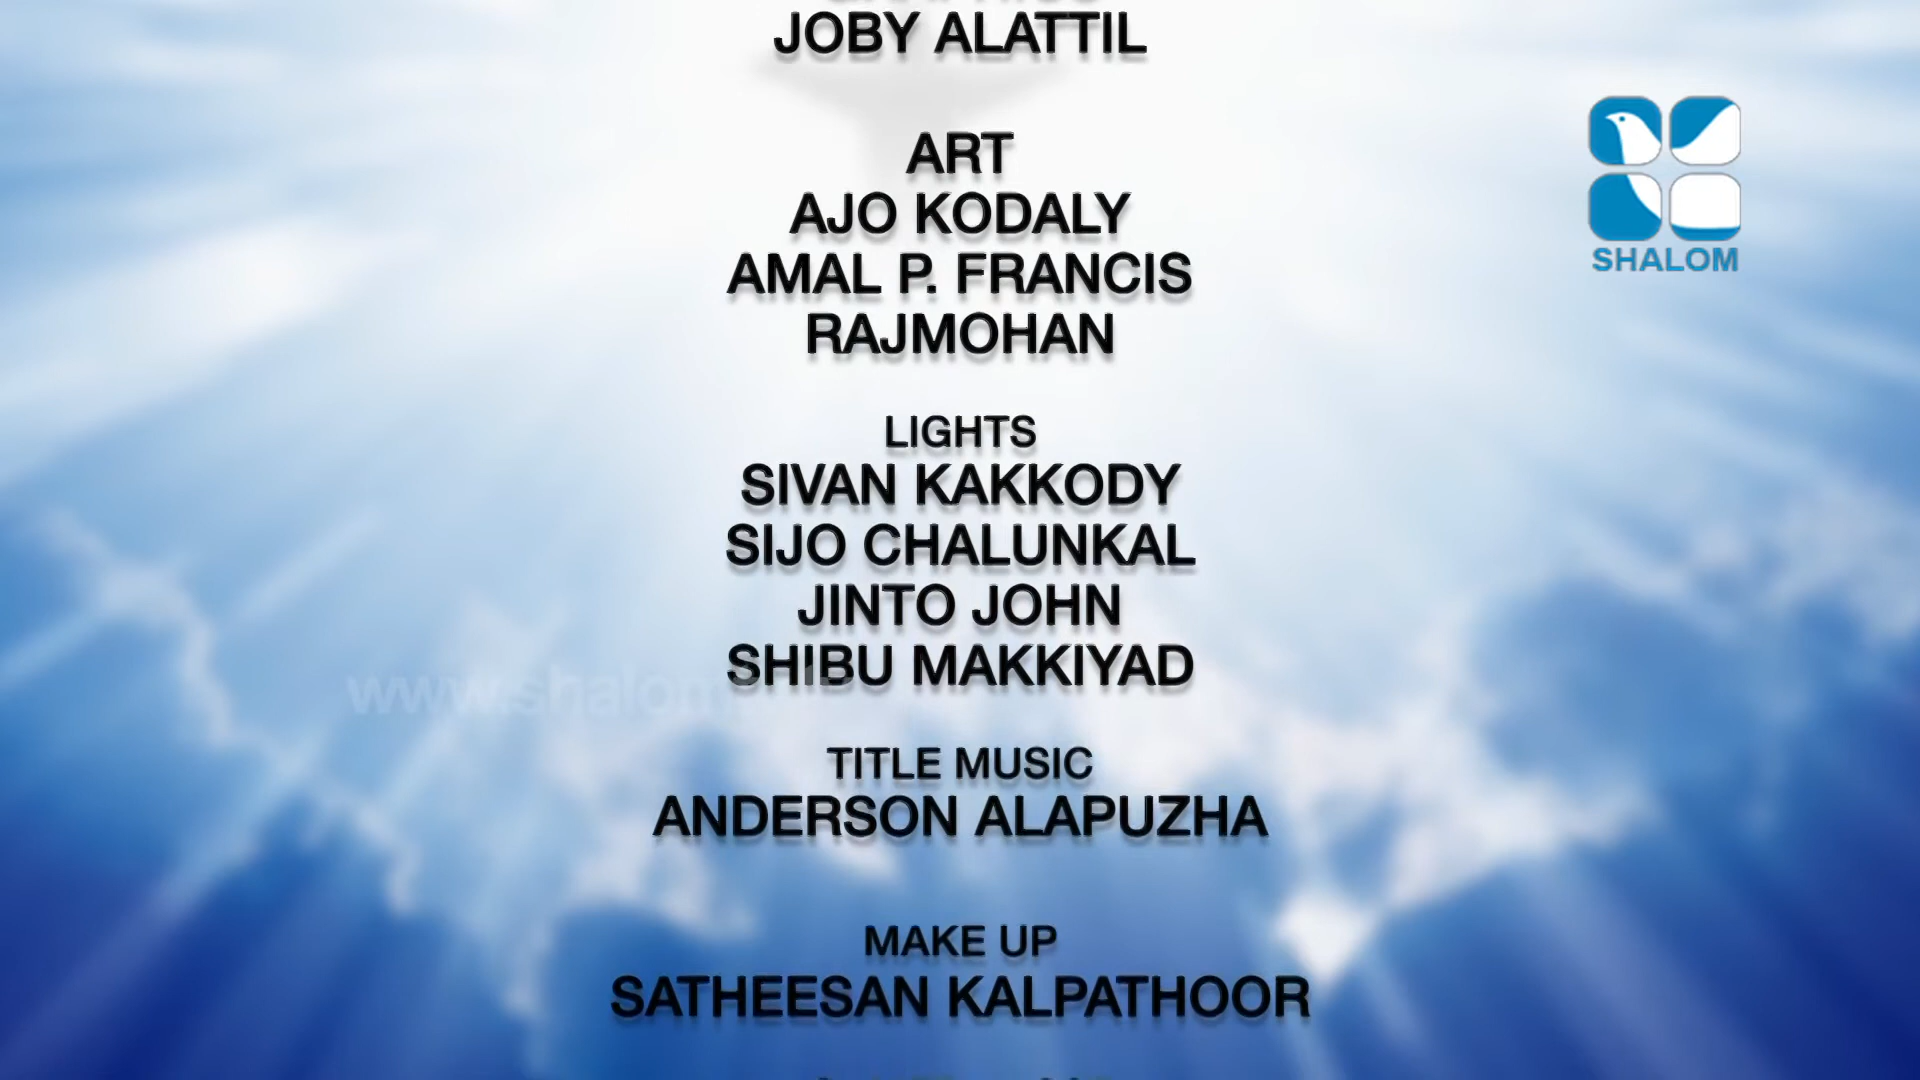 JOBY ALATTIL
ART
AJO KODALY
AMAL P. FRANCIS
RAJMOHAN
LIGHTS
SIVAN KAKKODY
SIJO CHALUNKAL
JINTO JOHN
SHIBU MAKKIYAD
TITLE MUSIC
ANDERSON ALAPUZHA
MAKE UP
SATHEESAN KALPATHOOR
SHALOM